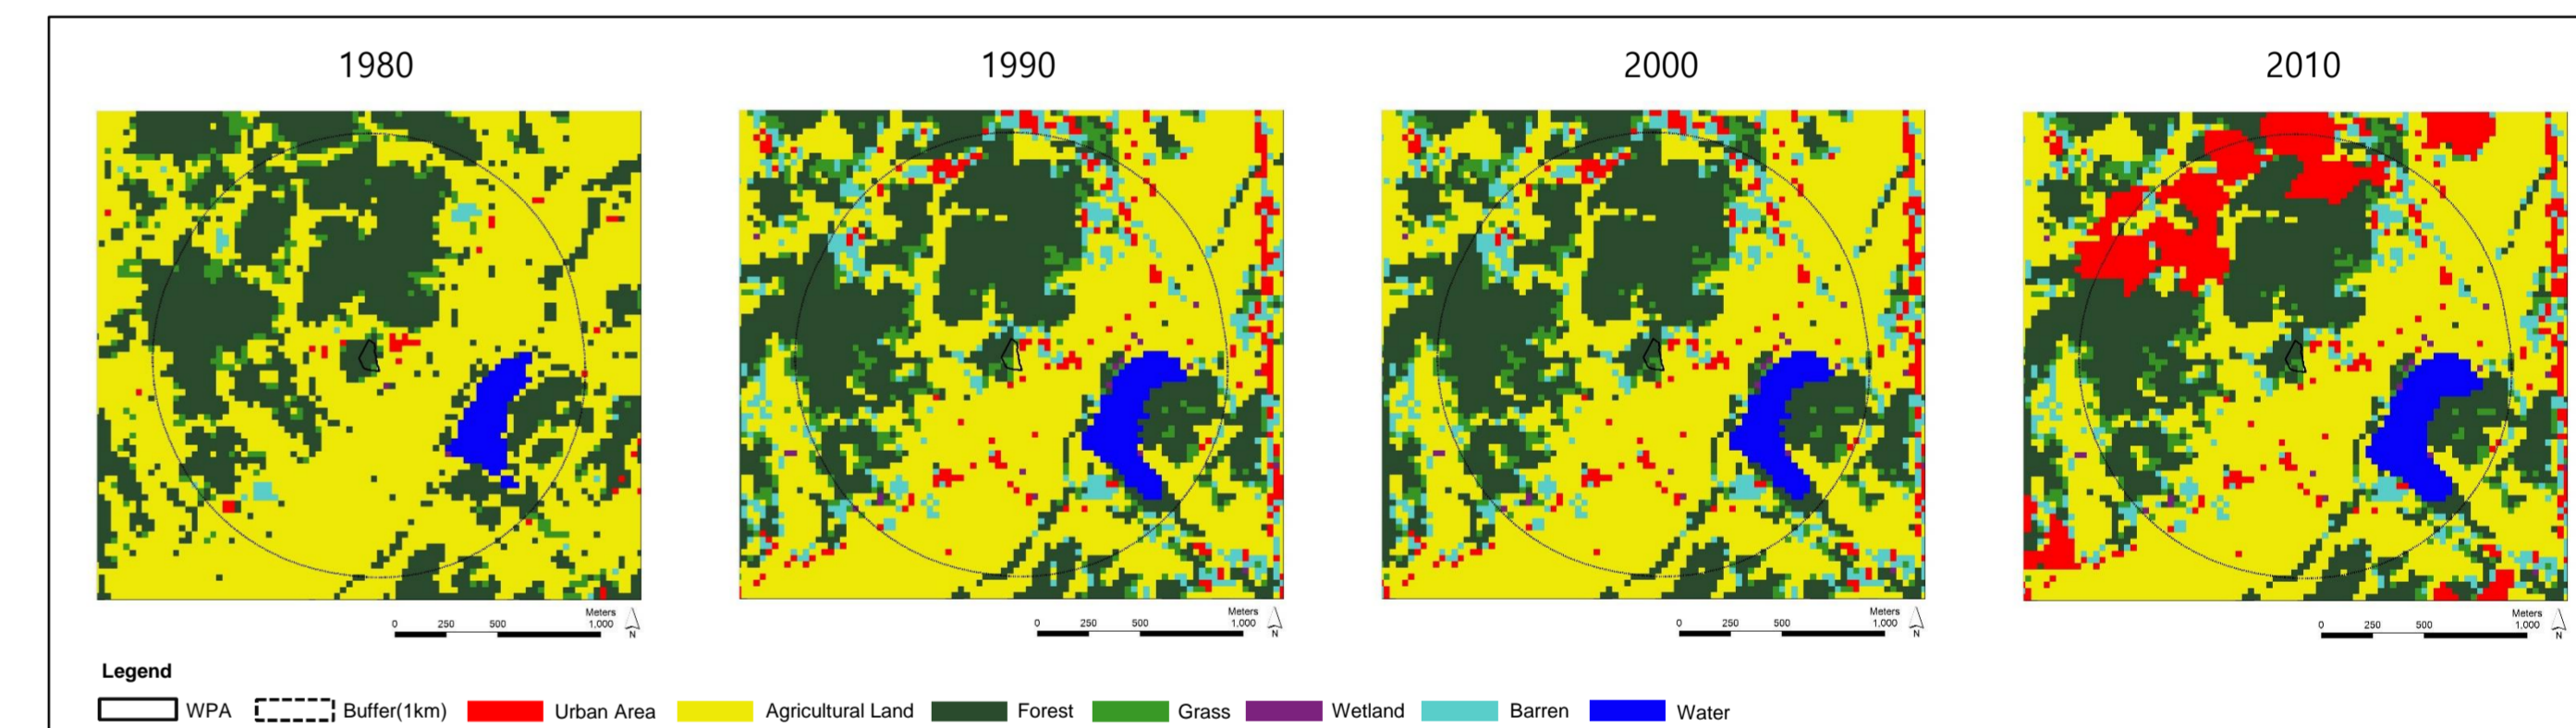 1980 1990 2000 2010
Meters Meters Meters Meters
0 250 500 1,000 N 0 250 500 1,000 N 0 250 500 1,000 N 0 250 500 1,000 N
Legend
WPA Buffer(1km) Urban Area Agricultural Land Forest Grass Wetland Barren Water